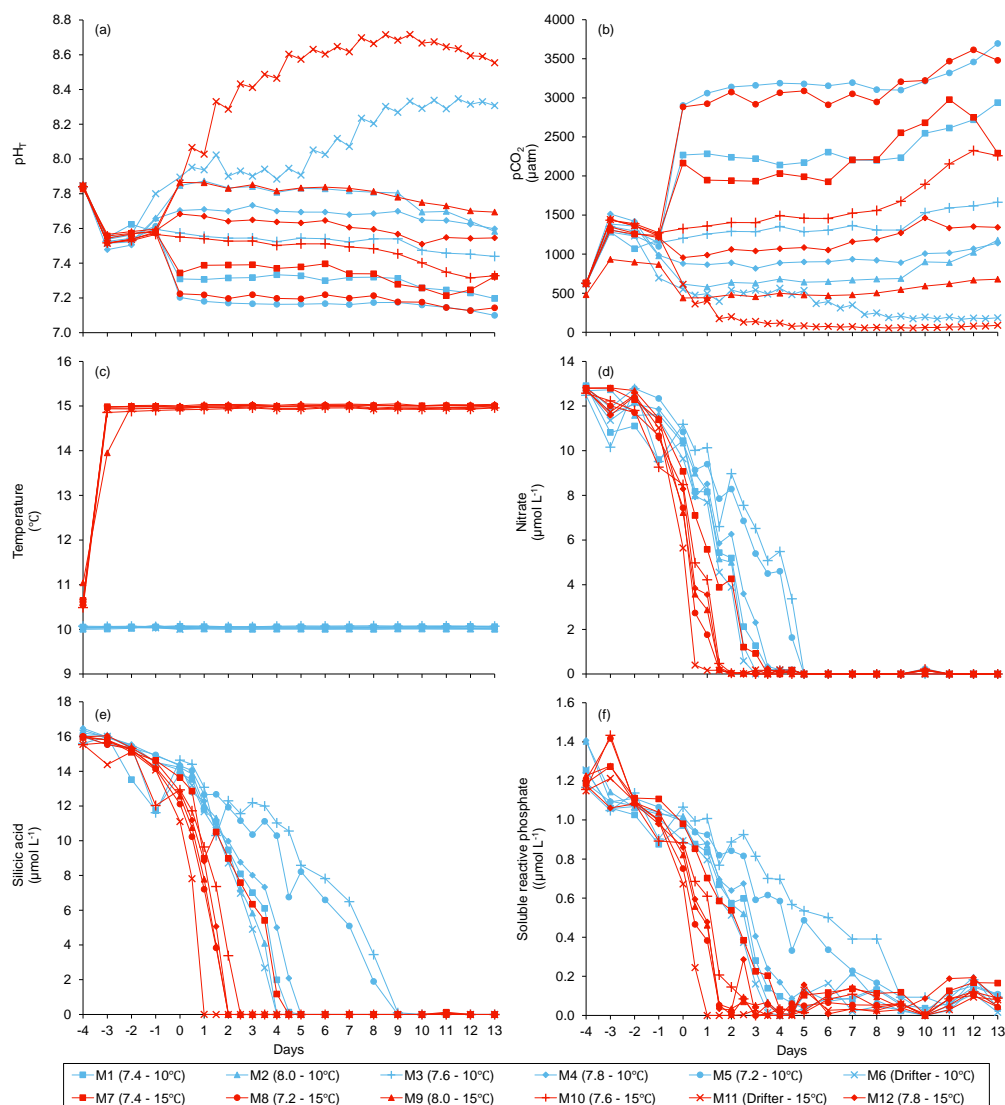 (a)
8.8
8.6
8.4
8.2
8.0
7.8
7.6
7.4
7.2
7.0
pHT
(b)
4000
3500
3000
2500
2000
1500
1000
500
0
pCO2
(µatm)
(c)
16
15
14
13
12
11
10
9
Temperature
(℃)
(d)
14
12
10
8
6
4
2
0
Nitrate
(µmol L-1)
(e)
18
16
14
12
10
8
6
4
2
0
Silicic acid
(µmol L-1)
-4 -3 -2 -1 0 1 2 3 4 5 6 7 8 9 10 11 12 13
Days
(f)
1.6
1.4
1.2
1.0
0.8
0.6
0.4
0.2
0.0
Soluble reactive phosphate
((µmol L-1)
-4 -3 -2 -1 0 1 2 3 4 5 6 7 8 9 10 11 12 13
Days
M1 (7.4 - 10℃) M2 (8.0 - 10℃) M3 (7.6 - 10℃) M4 (7.8 - 10℃) M5 (7.2 - 10℃) M6 (Drifter - 10℃)
M7 (7.4 - 15℃) M8 (7.2 - 15℃) M9 (8.0 - 15℃) M10 (7.6 - 15℃) M11 (Drifter - 15℃) M12 (7.8 - 15℃)